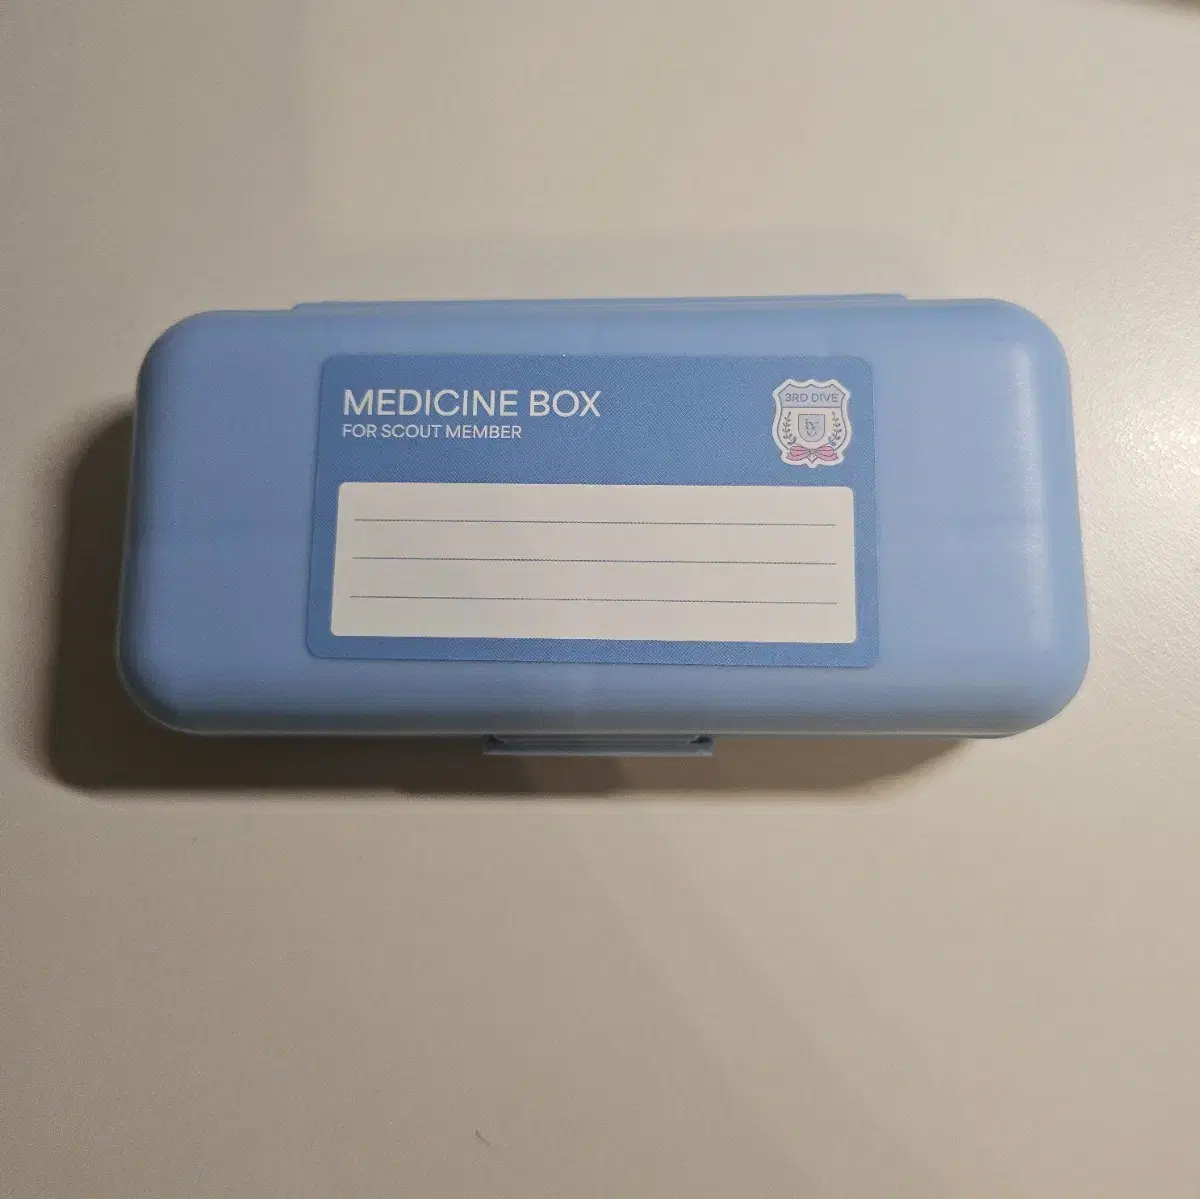 MEDICINE BOX
FOR SCOUT MEMBER
3RD DIVE